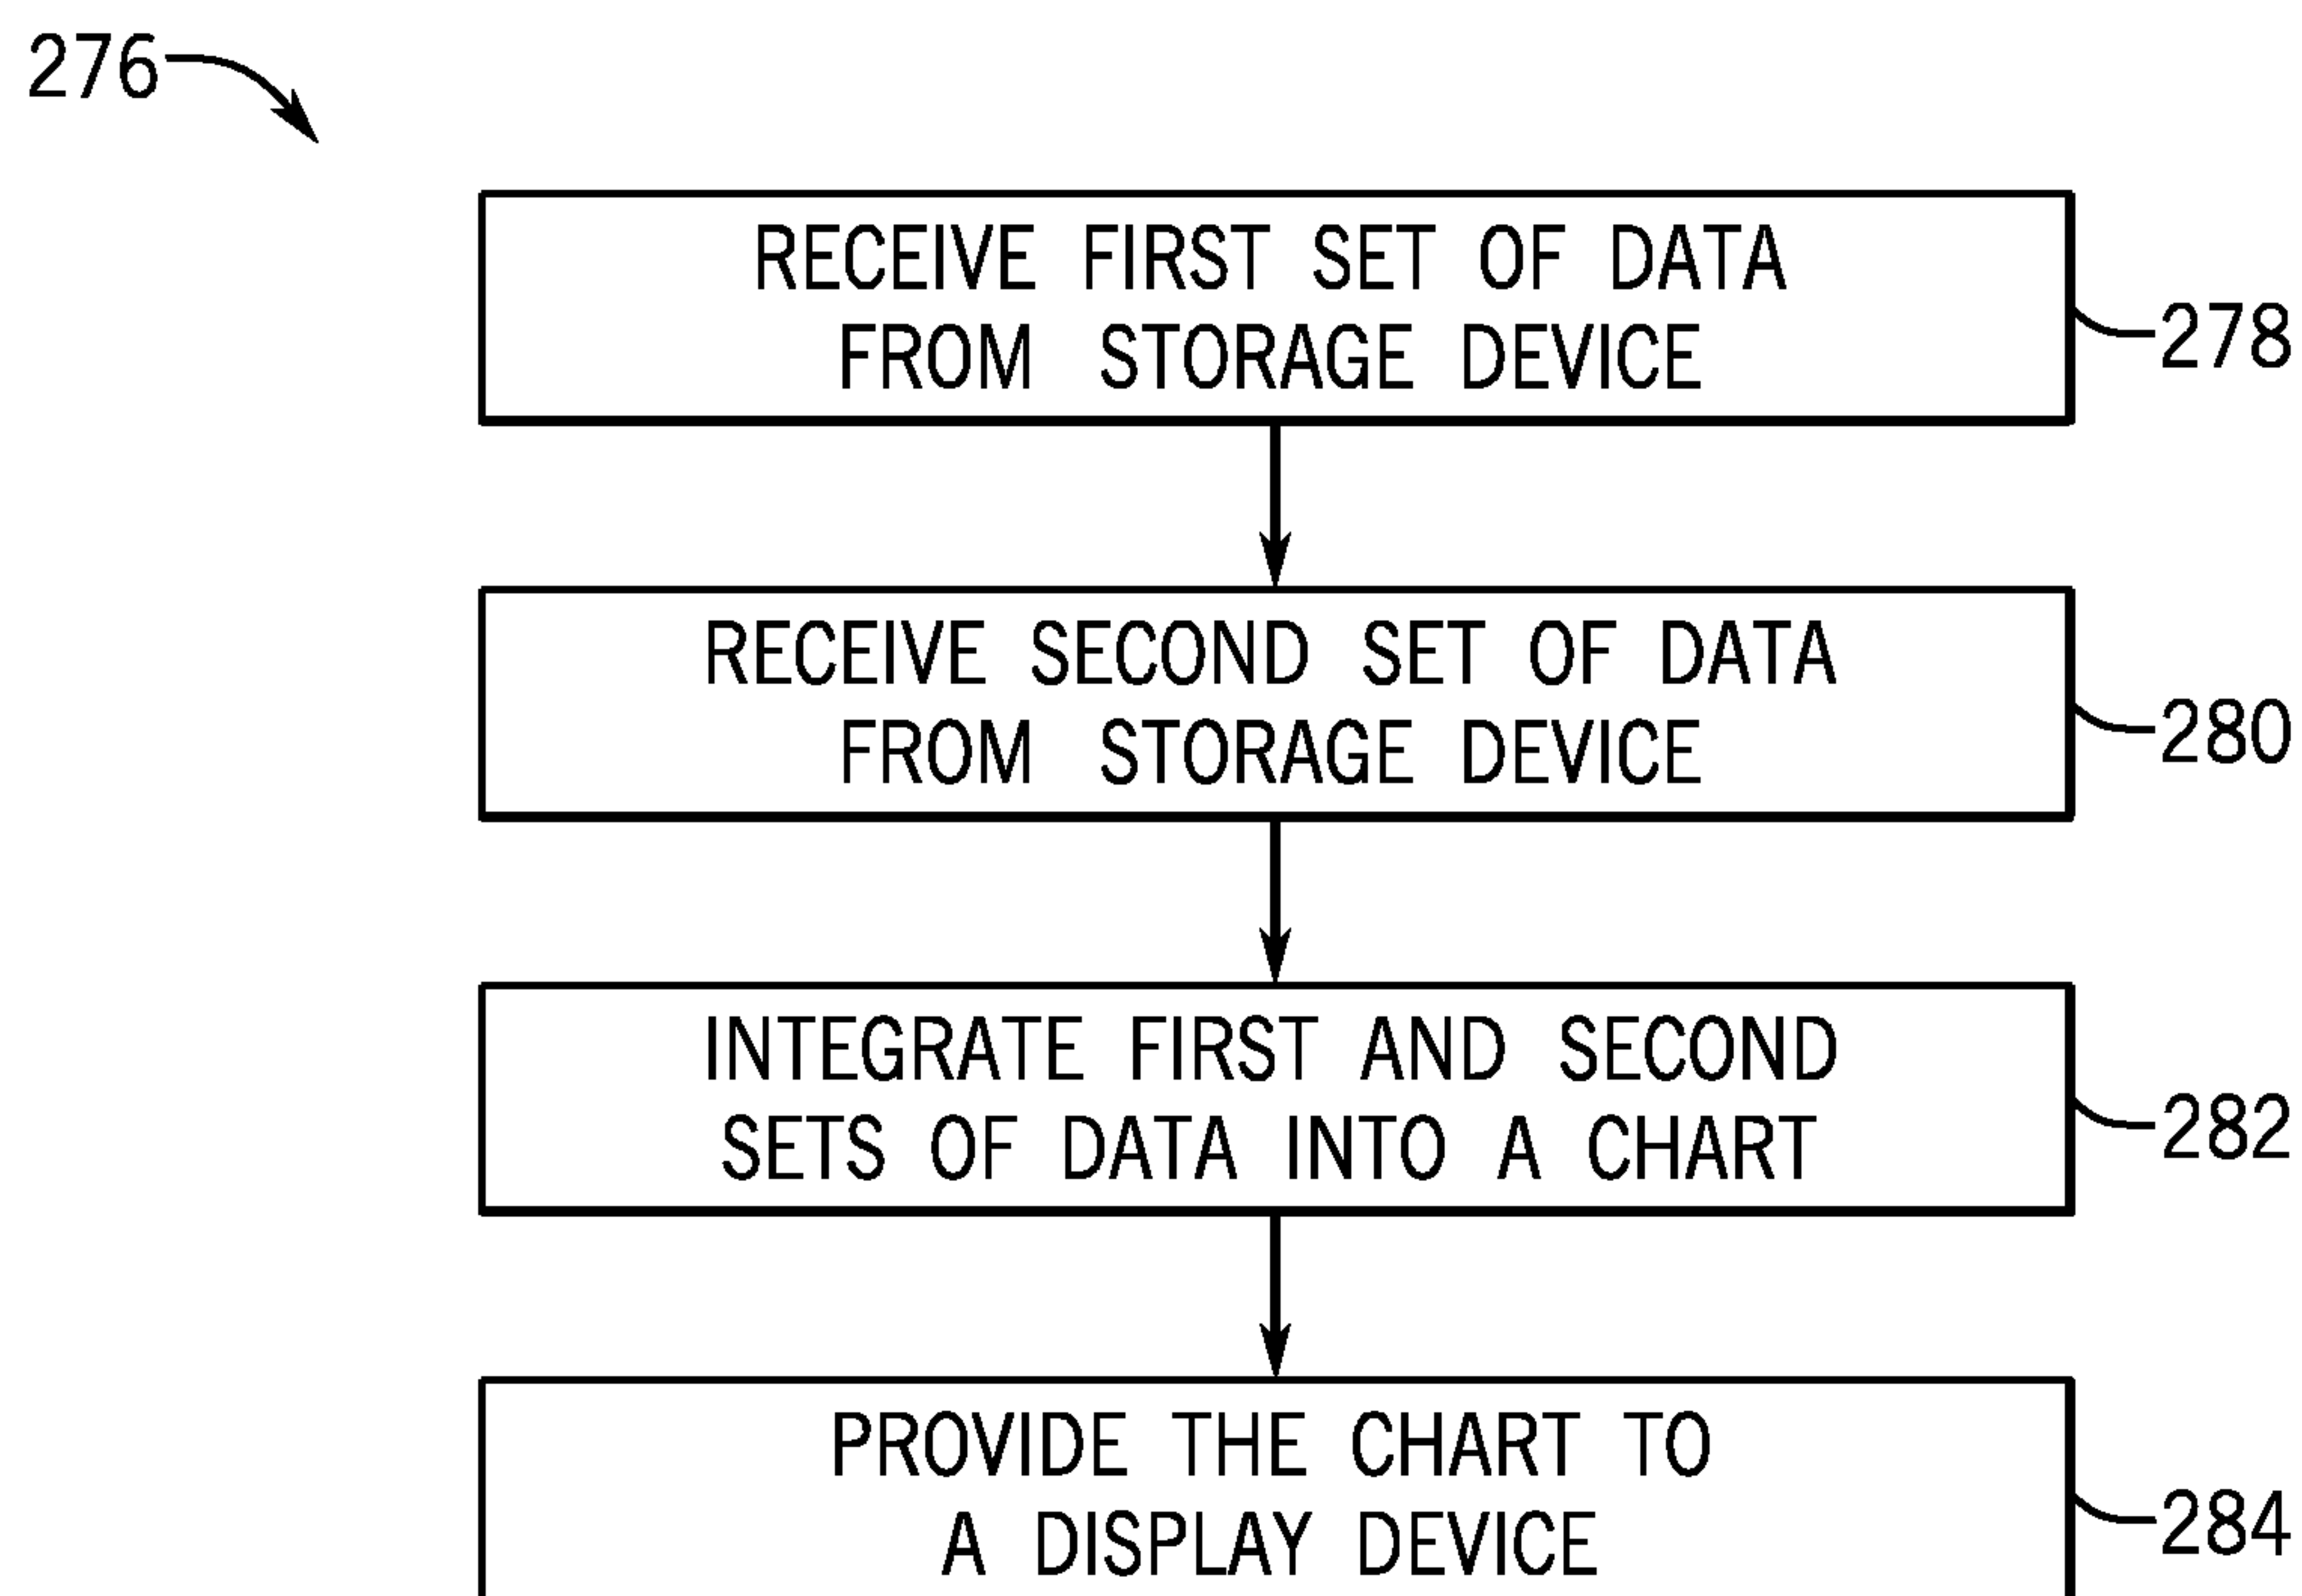 276
RECEIVE FIRST SET OF DATA
FROM STORAGE DEVICE
278
RECEIVE SECOND SET OF DATA
FROM STORAGE DEVICE
280
INTEGRATE FIRST AND SECOND
SETS OF DATA INTO A CHART
282
PROVIDE THE CHART TO
A DISPLAY DEVICE
284